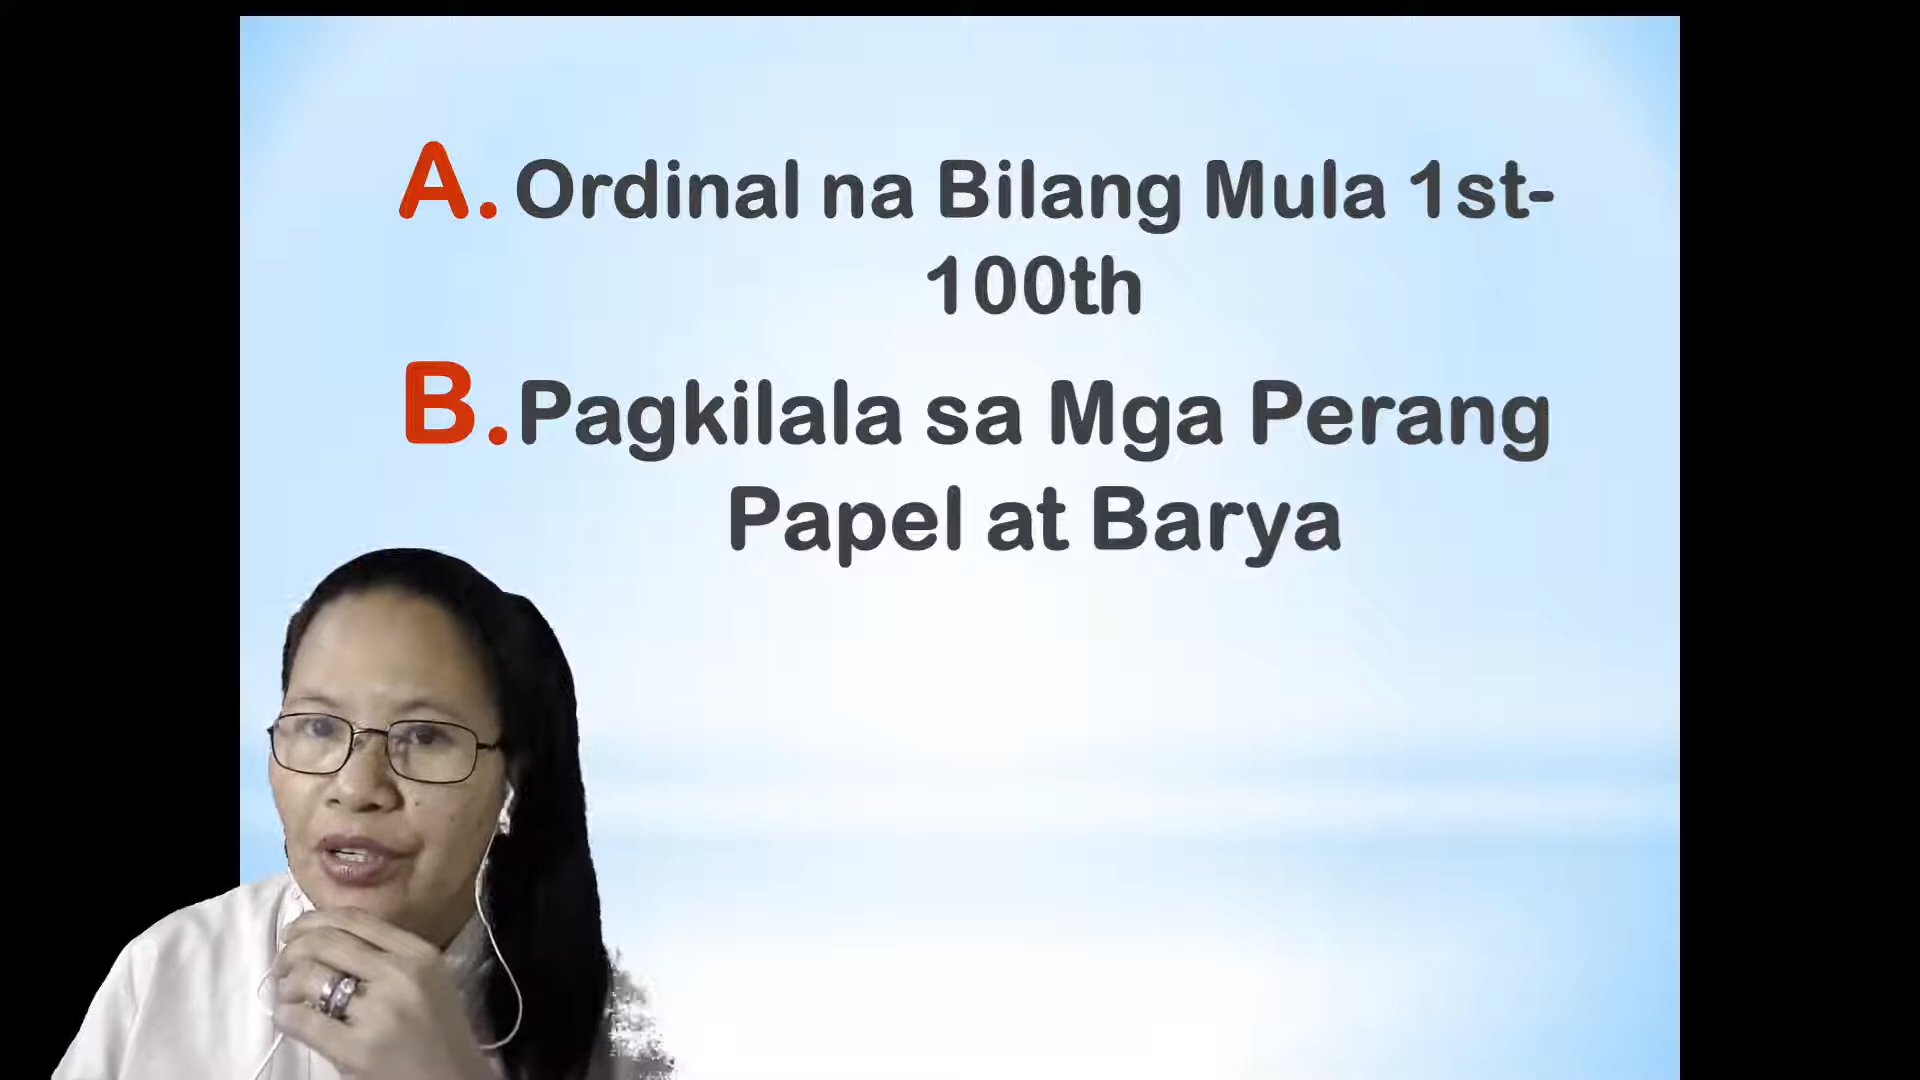 A. Ordinal na Bilang Mula 1st-
100th
B. Pagkilala sa Mga Perang
Papel at Barya